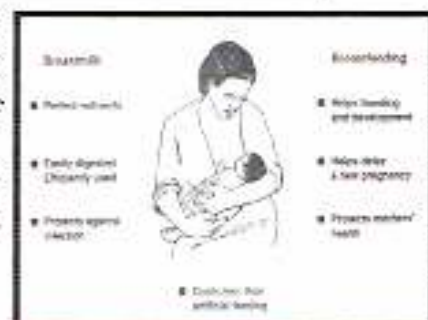 Breastmilk
Perfect nutrients
Easily digested
Efficiently used
Protects against
infection
Breastfeeding
Helps bonding
and development
Helps delay
a new pregnancy
Protects mothers'
health
Costs less than
artificial feeding